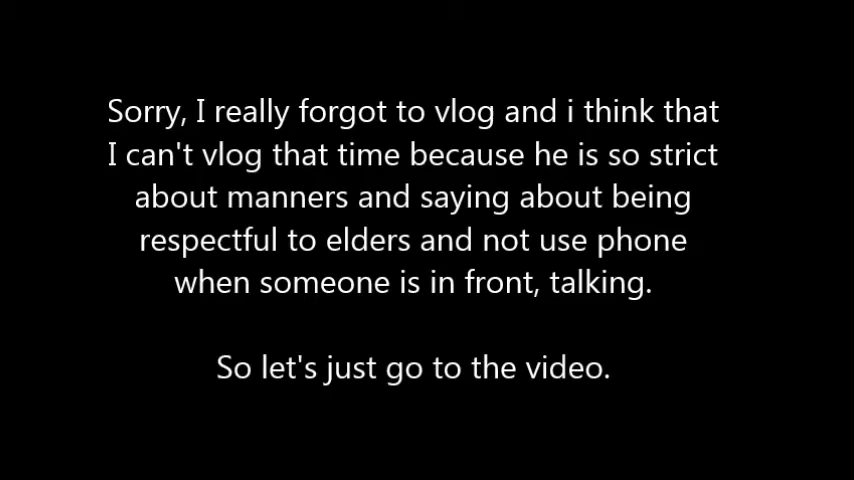 Sorry, I really forgot to vlog and i think that
I can't vlog that time because he is so strict
about manners and saying about being
respectful to elders and not use phone
when someone is in front, talking.
So let's just go to the video.